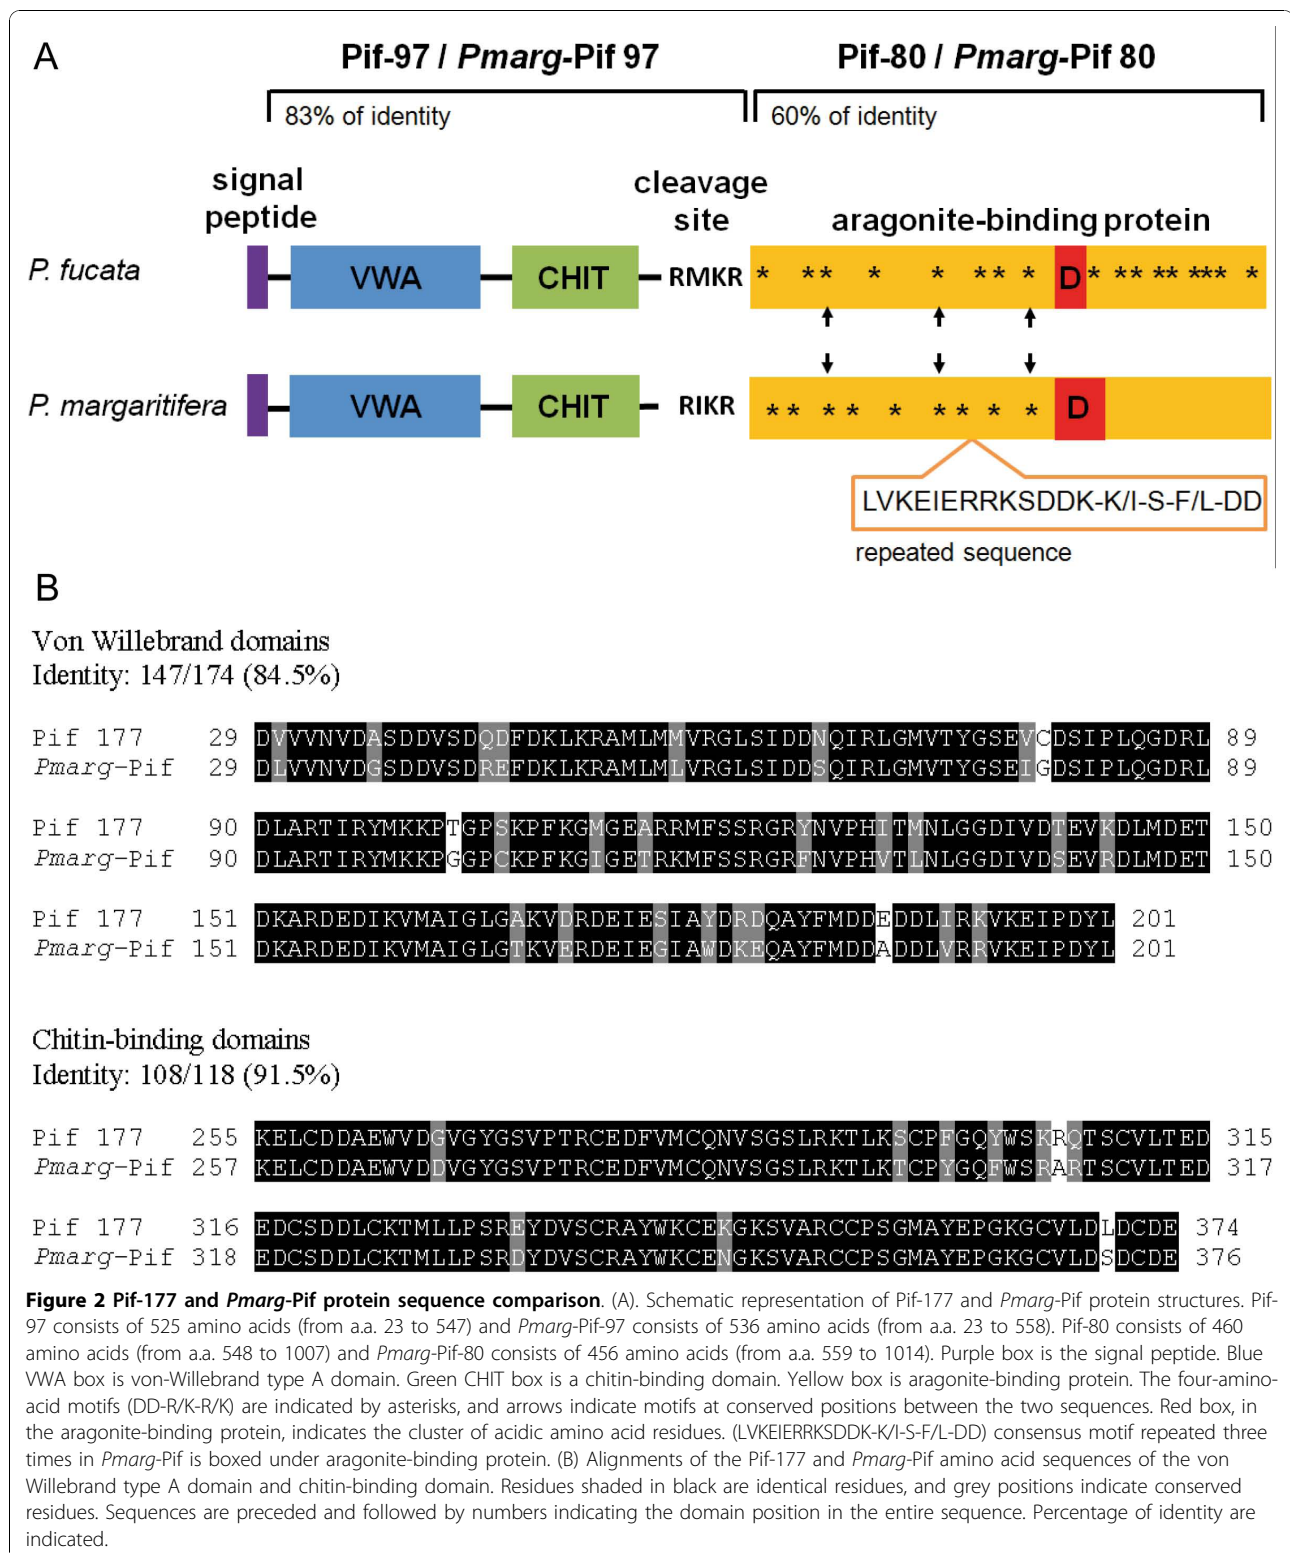 A
Pif-97 / Pmarg-Pif 97
Pif-80 / Pmarg-Pif 80
83% of identity
60% of identity
signal
peptide
cleavage
site
aragonite-binding protein
P. fucata
VWA
CHIT
RMKR
* ** * * ** * D * ** ** *** *
P. margaritifera
VWA
CHIT
RIKR
** * * * * * * * D
LVKEIERRKSDDK-K/I-S-F/L-DD
repeated sequence
B
Von Willebrand domains
Identity: 147/174 (84.5%)
Pif 177 29 DVVVNVDASDDVSDQDFDKLKRAMLMMVRGLSIDDNQIRLGMVTYGSEVCDSIPLQGDRL 89
Pmarg-Pif 29 DLVVNVDGSDDVSDREFDKLKRAMLMLVRGLSIDDSQIRLGMVTYGSEIGDSIPLQGDRL 89
Pif 177 90 DLARTIRYMKKPTGPSKPFKGMGEARRMFSSRGRYNVPHITMNLGGDIVDTEVKDLMDET 150
Pmarg-Pif 90 DLARTIRYMKKPGGPCKPFKGIGETRKMFSSRGRFNVPHVTLNLGGDIVDSEVRDLMDET 150
Pif 177 151 DKARDEDIKVMAIGLGAKVDRDEIESIAYDRDQAYFMDDEDDLIRKVKEIPDYL 201
Pmarg-Pif 151 DKARDEDIKVMAIGLGTKVERDEIEGIAWDKEQAYFMDDADDLVRRVKEIPDYL 201
Chitin-binding domains
Identity: 108/118 (91.5%)
Pif 177 255 KELCDDAEWVDGVGYGSVPTRCEDFVMCQNVSGSLRKTLKSCPFGQYWSKRQTSCVLTED 315
Pmarg-Pif 257 KELCDDAEWVDDVGYGSVPTRCEDFVMCQNVSGSLRKTLKTCPYGQFWSRARTSCVLTED 317
Pif 177 316 EDCSDDLCKTMLLPSREYDVSCRAYWKCEKGKSVARCCPSGMAYEPGKGCVLDLDCDE 374
Pmarg-Pif 318 EDCSDDLCKTMLLPSRDYDVSCRAYWKCENGKSVARCCPSGMAYEPGKGCVLDSDCDE 376
Figure 2 Pif-177 and Pmarg-Pif protein sequence comparison. (A). Schematic representation of Pif-177 and Pmarg-Pif protein structures. Pif-
97 consists of 525 amino acids (from a.a. 23 to 547) and Pmarg-Pif-97 consists of 536 amino acids (from a.a. 23 to 558). Pif-80 consists of 460
amino acids (from a.a. 548 to 1007) and Pmarg-Pif-80 consists of 456 amino acids (from a.a. 559 to 1014). Purple box is the signal peptide. Blue
VWA box is von-Willebrand type A domain. Green CHIT box is a chitin-binding domain. Yellow box is aragonite-binding protein. The four-amino-
acid motifs (DD-R/K-R/K) are indicated by asterisks, and arrows indicate motifs at conserved positions between the two sequences. Red box, in
the aragonite-binding protein, indicates the cluster of acidic amino acid residues. (LVKEIERRKSDDK-K/I-S-F/L-DD) consensus motif repeated three
times in Pmarg-Pif is boxed under aragonite-binding protein. (B) Alignments of the Pif-177 and Pmarg-Pif amino acid sequences of the von
Willebrand type A domain and chitin-binding domain. Residues shaded in black are identical residues, and grey positions indicate conserved
residues. Sequences are preceded and followed by numbers indicating the domain position in the entire sequence. Percentage of identity are
indicated.